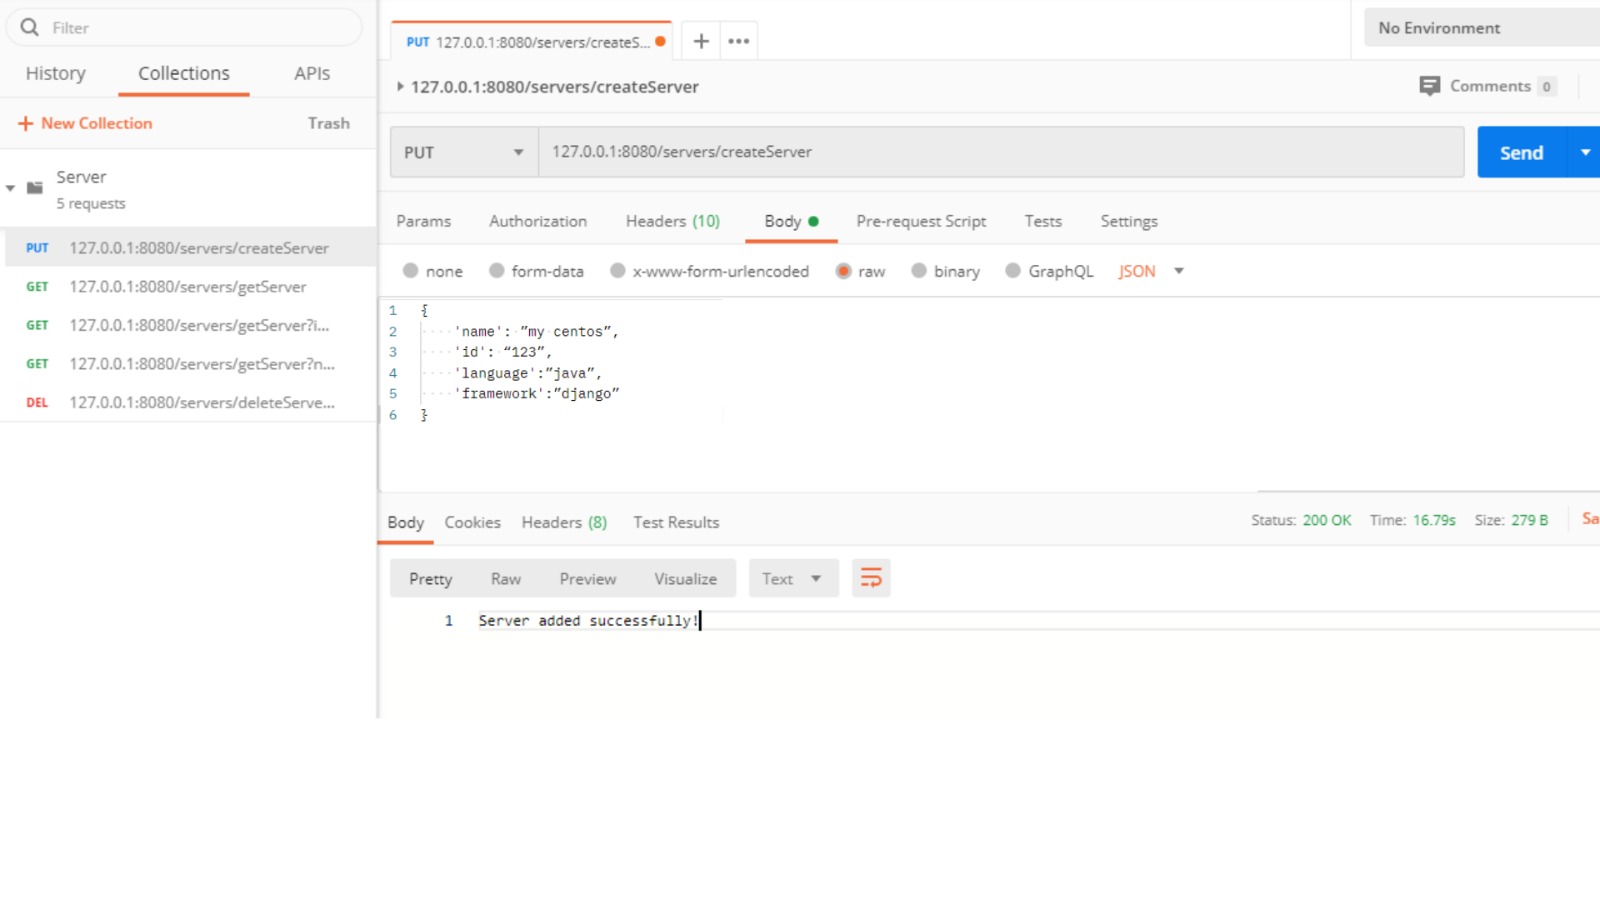 Filter
History Collections APIs
+ New Collection Trash
Server
5 requests
PUT 127.0.0.1:8080/servers/createServer
GET 127.0.0.1:8080/servers/getServer
GET 127.0.0.1:8080/servers/getServer?i...
GET 127.0.0.1:8080/servers/getServer?n...
DEL 127.0.0.1:8080/servers/deleteServe...
PUT 127.0.0.1:8080/servers/createS...
No Environment
127.0.0.1:8080/servers/createServer
Comments 0
PUT 127.0.0.1:8080/servers/createServer Send
Params Authorization Headers (10) Body Pre-request Script Tests Settings
none form-data x-www-form-urlencoded raw binary GraphQL JSON
1 {
2 'name': ”my centos”,
3 'id': “123”,
4 'language':”java”,
5 'framework':”django”
6 }
Body Cookies Headers (8) Test Results Status: 200 OK Time: 16.79s Size: 279 B Sa
Pretty Raw Preview Visualize Text
1 Server added successfully!